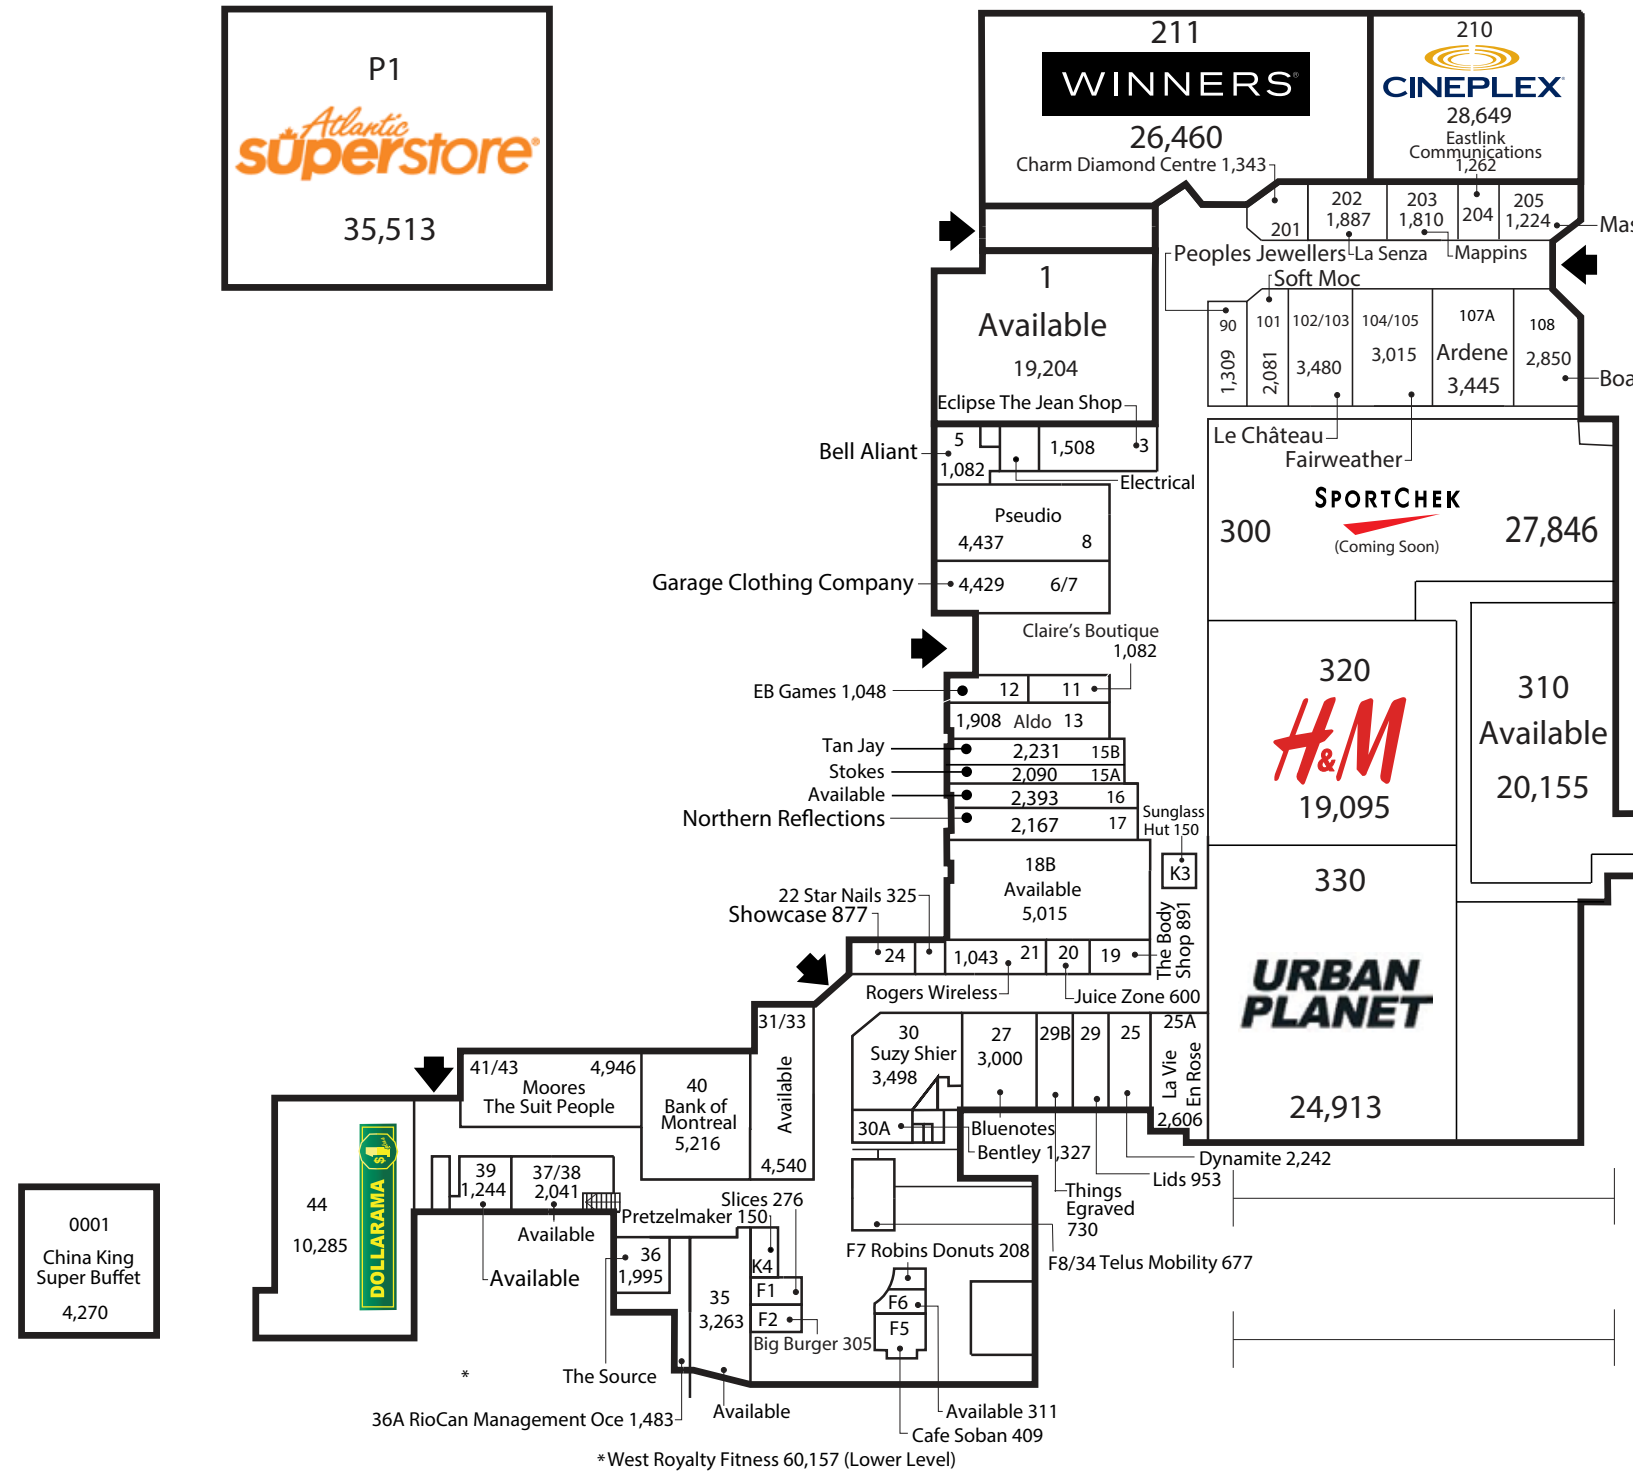 P1
Atlantic
superstore
35,513
211
WINNERS
26,460
Charm Diamond Centre 1,343
210
CINEPLEX
28,649
Eastlink
Communications
1,262
201
202
1,887
203
1,810
204
205
1,224
Mas
Peoples Jewellers
La Senza
Mappins
Soft Moc
1
Available
19,204
90
1,309
101
2,081
102/103
3,480
104/105
3,015
107A
Ardene
3,445
108
2,850
Boa
Eclipse The Jean Shop
Le Château
Fairweather
Bell Aliant
5
1,082
1,508
3
Electrical
Pseudio
4,437
8
Garage Clothing Company
4,429
6/7
300
SPORTCHEK
(Coming Soon)
27,846
Claire's Boutique
1,082
EB Games 1,048
12
11
1,908 Aldo 13
Tan Jay
2,231
15B
Stokes
2,090
15A
Available
2,393
16
Northern Reflections
2,167
17
320
H&M
19,095
310
Available
20,155
Sunglass
Hut 150
K3
18B
Available
5,015
22 Star Nails 325
Showcase 877
24
1,043
21
20
19
The Body
Shop 891
Rogers Wireless
Juice Zone 600
330
URBAN
PLANET
24,913
31/33
Available
4,540
30
Suzy Shier
3,498
27
3,000
29B
29
25
25A
La Vie
En Rose
2,606
30A
Bluenotes
Bentley 1,327
Dynamite 2,242
Lids 953
Things
Egraved
730
41/43
4,946
Moores
The Suit People
40
Bank of
Montreal
5,216
44
10,285
DOLLARAMA
$1
39
1,244
37/38
2,041
Available
Available
Slices 276
Pretzelmaker 150
36
1,995
K4
F1
F2
35
3,263
Big Burger 305
F7 Robins Donuts 208
F8/34 Telus Mobility 677
F6
F5
0001
China King
Super Buffet
4,270
*
The Source
36A RioCan Management Oce 1,483
Available
Available 311
Cafe Soban 409
*West Royalty Fitness 60,157 (Lower Level)